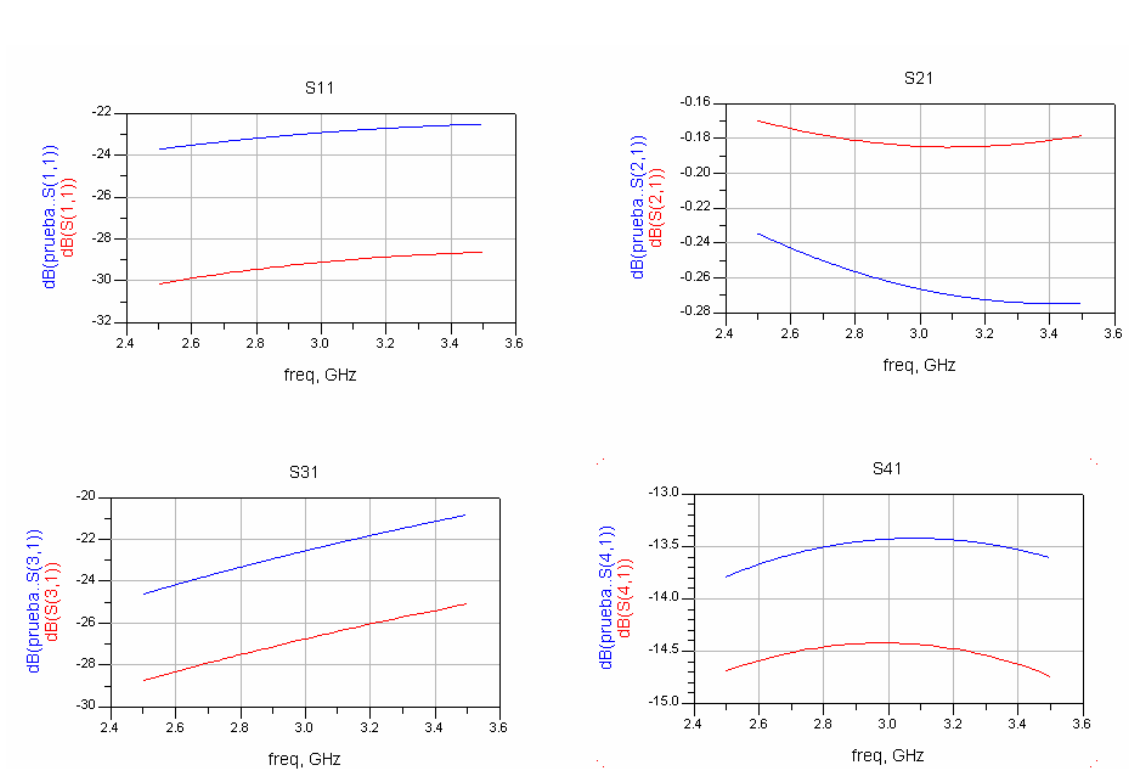 S11
dB(prueba..S(1,1))
dB(S(1,1))
-22
-24
-26
-28
-30
-32
2.4 2.6 2.8 3.0 3.2 3.4 3.6
freq, GHz
S21
dB(prueba..S(2,1))
dB(S(2,1))
-0.16
-0.18
-0.20
-0.22
-0.24
-0.26
-0.28
2.4 2.6 2.8 3.0 3.2 3.4 3.6
freq, GHz
S31
dB(prueba..S(3,1))
dB(S(3,1))
-20
-22
-24
-26
-28
-30
2.4 2.6 2.8 3.0 3.2 3.4 3.6
freq, GHz
S41
dB(prueba..S(4,1))
dB(S(4,1))
-13.0
-13.5
-14.0
-14.5
-15.0
2.4 2.6 2.8 3.0 3.2 3.4 3.6
freq, GHz